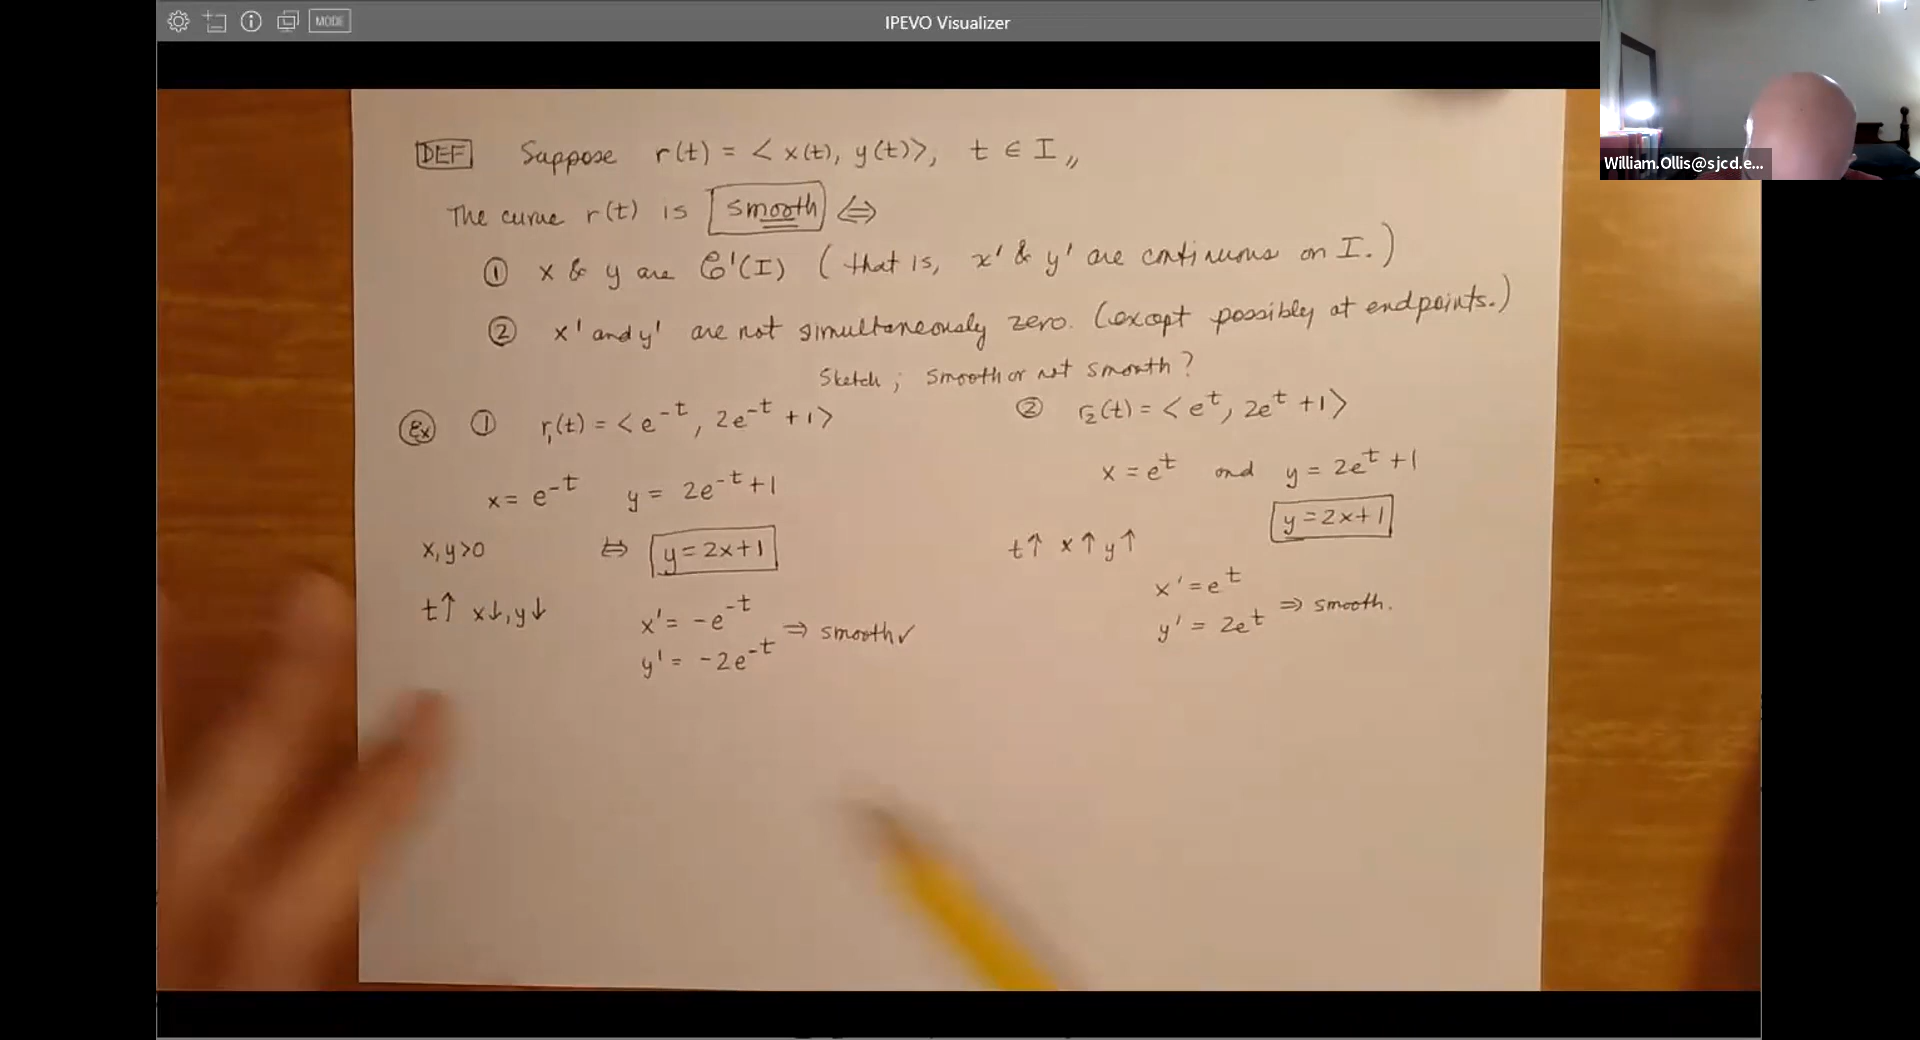 MODE
IPEVO Visualizer
William.Ollis@sjcd.e...
DEF Suppose r(t) = < x(t), y(t)>, t ∈ I,,
The curve r(t) is smooth ⇔
① x & y are C'(I) (that is, x' & y' are continuous on I.)
② x' and y' are not simultaneously zero. (except possibly at endpoints.)
Sketch; smooth or not smooth?
Ex ① r₁(t) = < e^-t, 2e^-t + 1>
x = e^-t y = 2e^-t + 1
x, y > 0 ⇔ y = 2x+1
t↑ x↓, y↓
x' = -e^-t
y' = -2e^-t ⇒ smooth ✓
② r₂(t) = < e^t, 2e^t + 1>
x = e^t and y = 2e^t + 1
y = 2x+1
t↑ x↑ y↑
x' = e^t
y' = 2e^t ⇒ smooth.